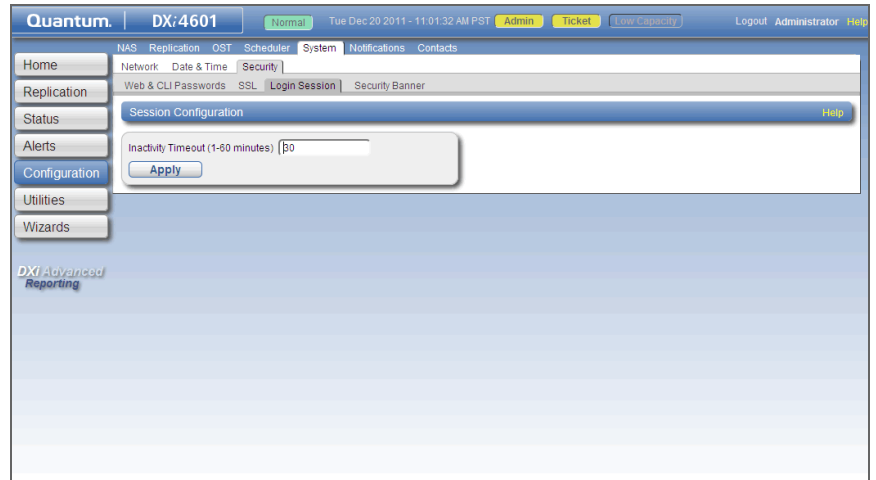 Quantum. DXi4601 Normal Tue Dec 20 2011 - 11:01:32 AM PST Admin Ticket Low Capacity Logout Administrator Help
NAS Replication OST Scheduler System Notifications Contacts
Home
Network Date & Time Security
Replication
Web & CLI Passwords SSL Login Session Security Banner
Status
Session Configuration Help
Alerts
Inactivity Timeout (1-60 minutes) 30
Configuration
Apply
Utilities
Wizards
DXi Advanced
Reporting